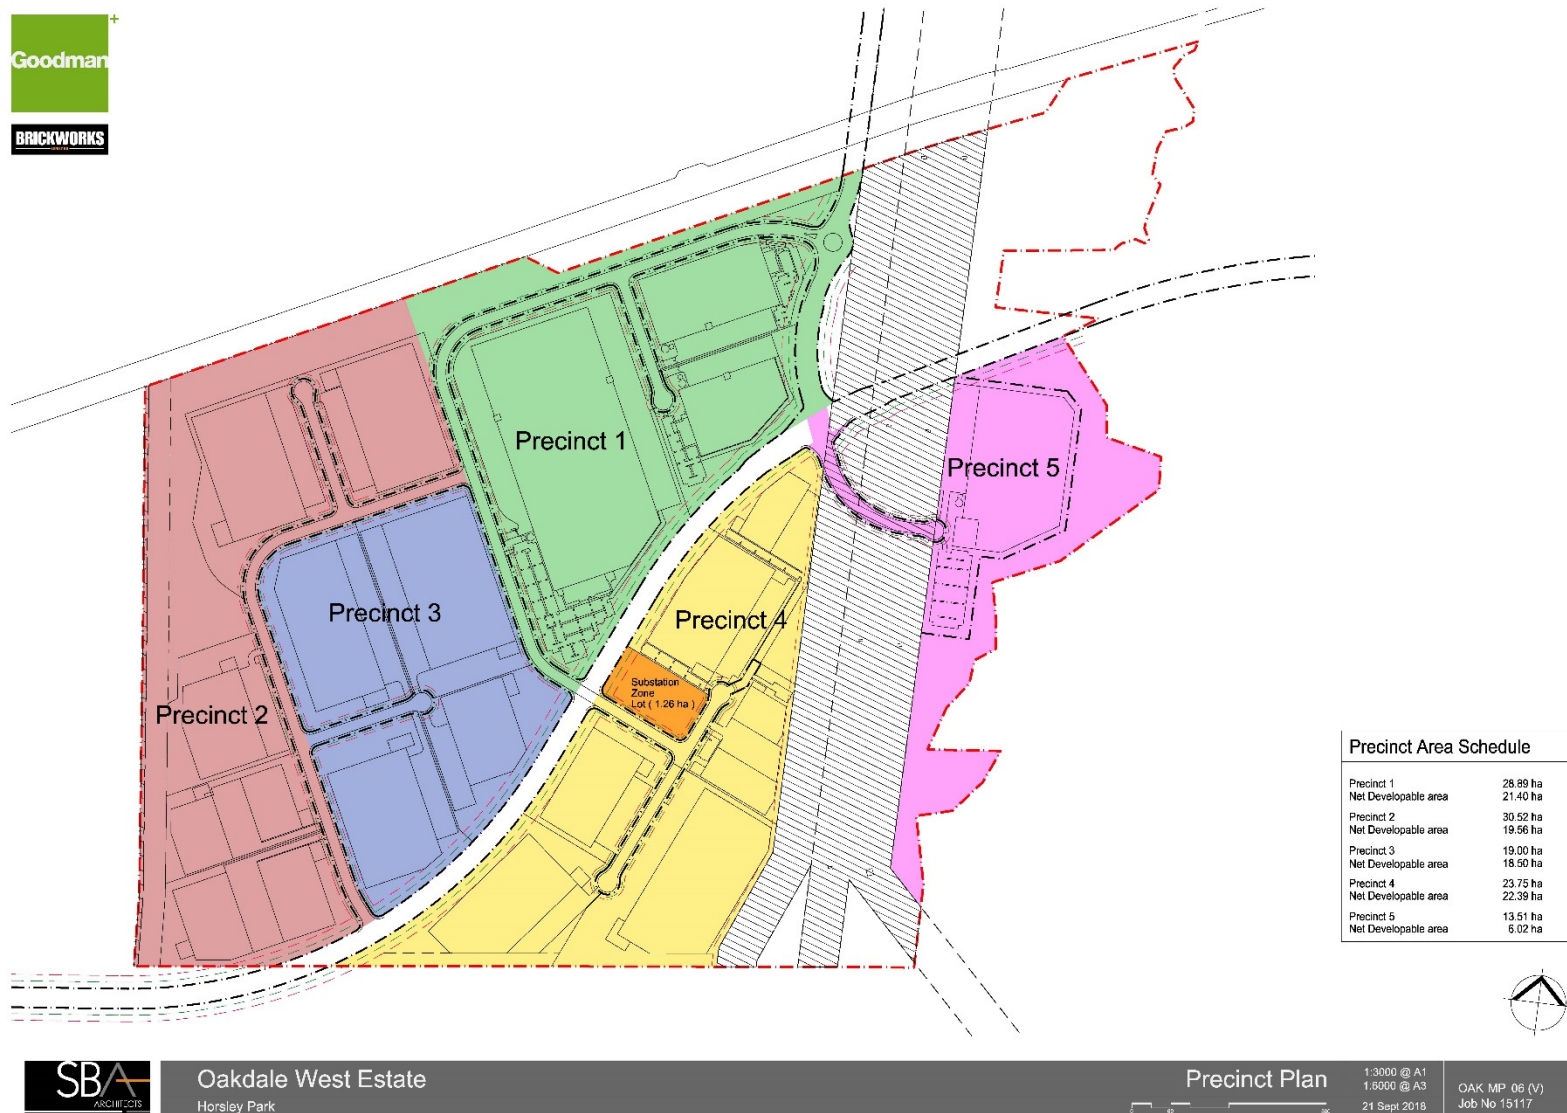 Goodman
BRICKWORKS
Precinct 1
Precinct 5
Precinct 3
Precinct 4
Substation
Zone
Lot ( 1.26 ha )
Precinct 2
Precinct Area Schedule
Precinct 1 28.89 ha
Net Developable area 21.40 ha
Precinct 2 30.52 ha
Net Developable area 19.56 ha
Precinct 3 19.00 ha
Net Developable area 18.50 ha
Precinct 4 23.75 ha
Net Developable area 22.39 ha
Precinct 5 13.51 ha
Net Developable area 6.02 ha
SBA
ARCHITECTS
Oakdale West Estate
Horsley Park
Precinct Plan
1:3000 @ A1
1:6000 @ A3
21 Sept 2018
OAK MP 06 (V)
Job No 15117